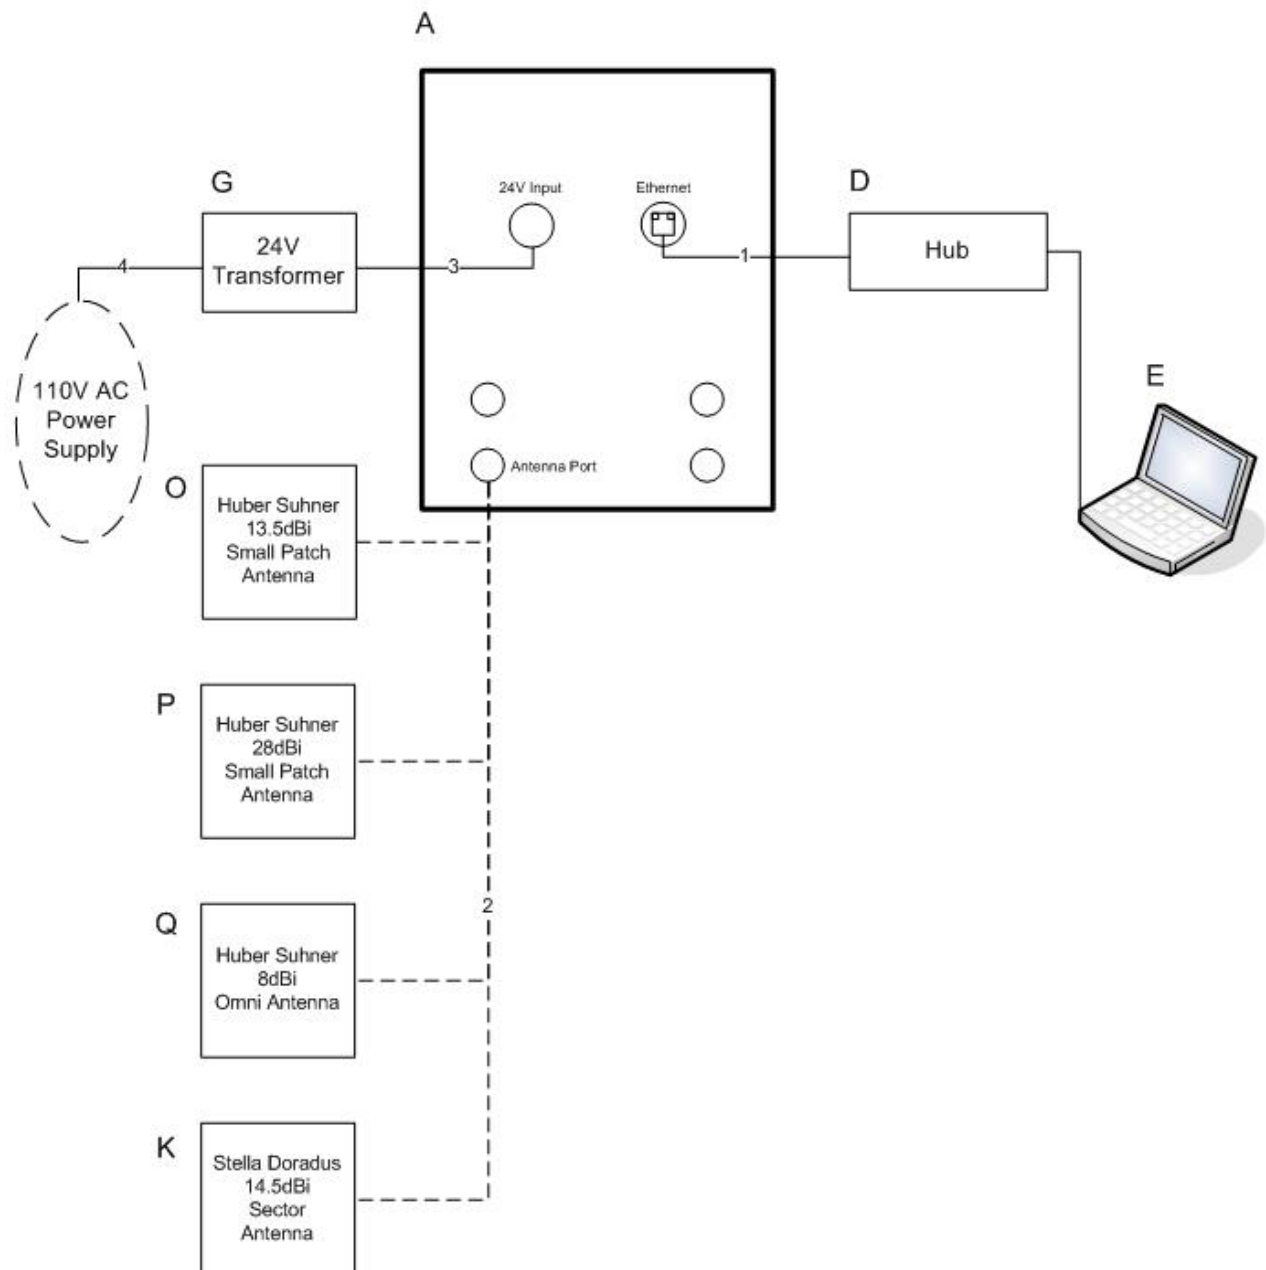 A
G
24V
Transformer
4
3
24V Input
Ethernet
1
D
Hub
E
110V AC
Power
Supply
Antenna Port
O
Huber Suhner
13.5dBi
Small Patch
Antenna
P
Huber Suhner
28dBi
Small Patch
Antenna
2
Q
Huber Suhner
8dBi
Omni Antenna
K
Stella Doradus
14.5dBi
Sector
Antenna